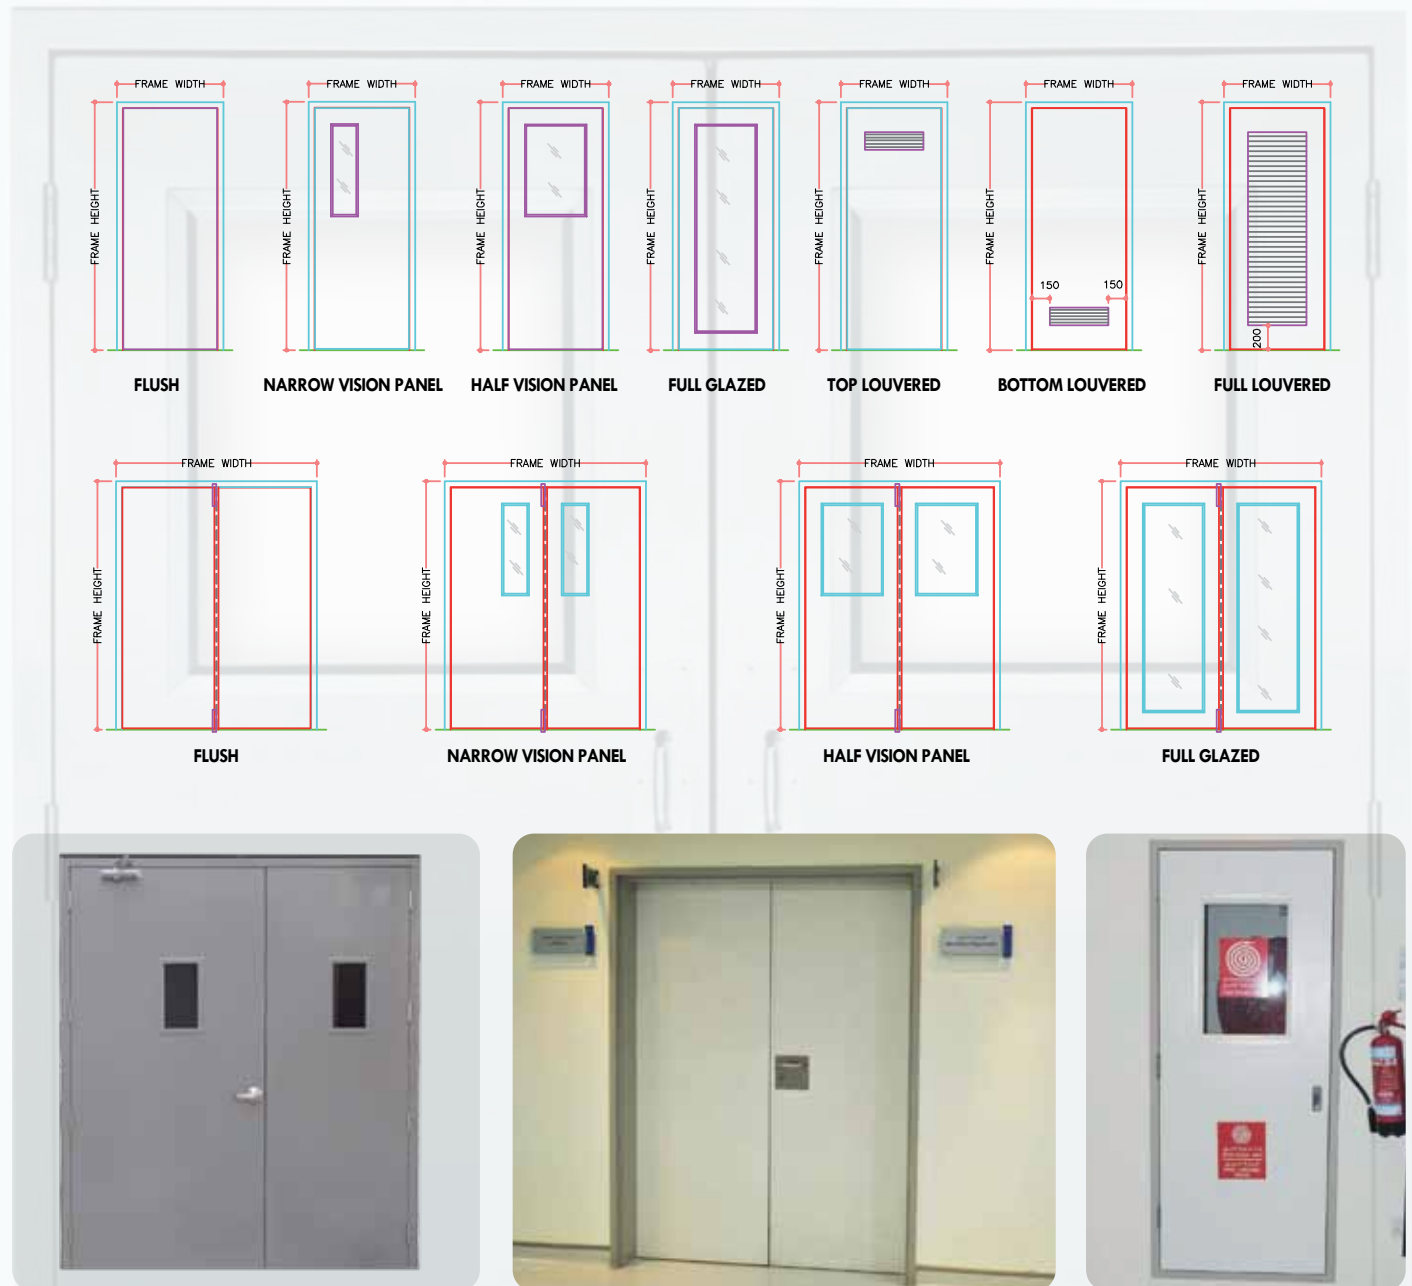 FRAME WIDTH
FRAME WIDTH
FRAME WIDTH
FRAME WIDTH
FRAME WIDTH
FRAME WIDTH
FRAME WIDTH
FRAME HEIGHT
FRAME HEIGHT
FRAME HEIGHT
FRAME HEIGHT
FRAME HEIGHT
FRAME HEIGHT
FRAME HEIGHT
150
150
200
FLUSH
NARROW VISION PANEL
HALF VISION PANEL
FULL GLAZED
TOP LOUVERED
BOTTOM LOUVERED
FULL LOUVERED
FRAME WIDTH
FRAME WIDTH
FRAME WIDTH
FRAME WIDTH
FRAME HEIGHT
FRAME HEIGHT
FRAME HEIGHT
FRAME HEIGHT
FLUSH
NARROW VISION PANEL
HALF VISION PANEL
FULL GLAZED